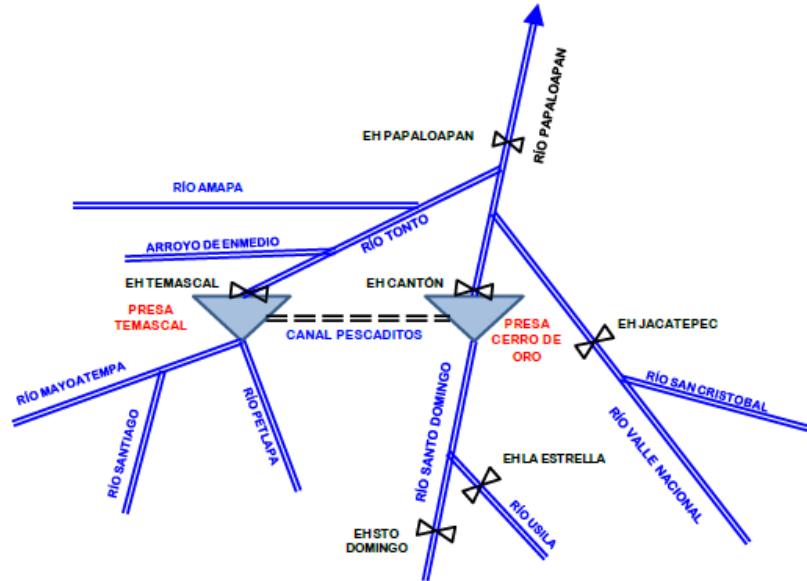 RÍO PAPALOAPAN
EH PAPALOAPAN
RÍO AMAPA
RÍO TONTO
ARROYO DE ENMEDIO
EH TEMASCAL
EH CANTÓN
PRESA
TEMASCAL
CANAL PESCADITOS
PRESA
CERRO DE
ORO
EH JACATEPEC
RÍO MAYOATEMPA
RÍO SANTIAGO
RÍO PETLAPA
RÍO SANTO DOMINGO
RÍO SAN CRISTOBAL
RÍO VALLE NACIONAL
EH LA ESTRELLA
RÍO USILA
EH STO
DOMINGO